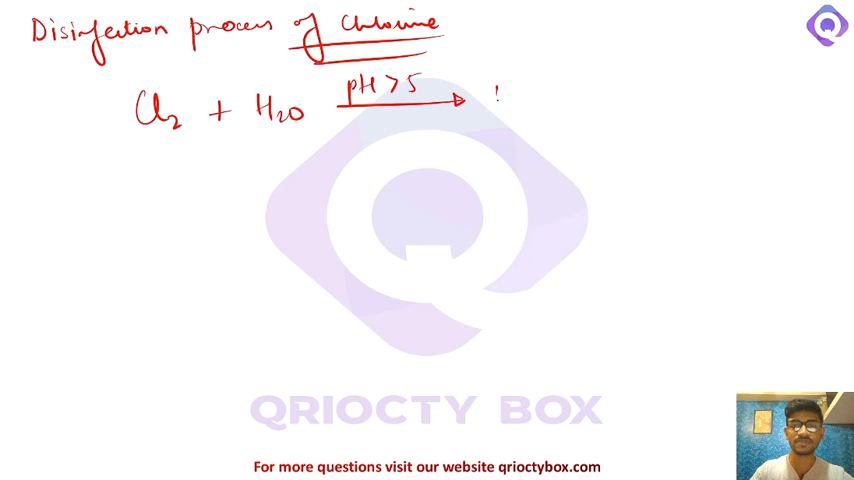 Disinfection process of Chlorine
Cl2 + H2O pH > 5
QRIOCTY BOX
For more questions visit our website qrioctybox.com